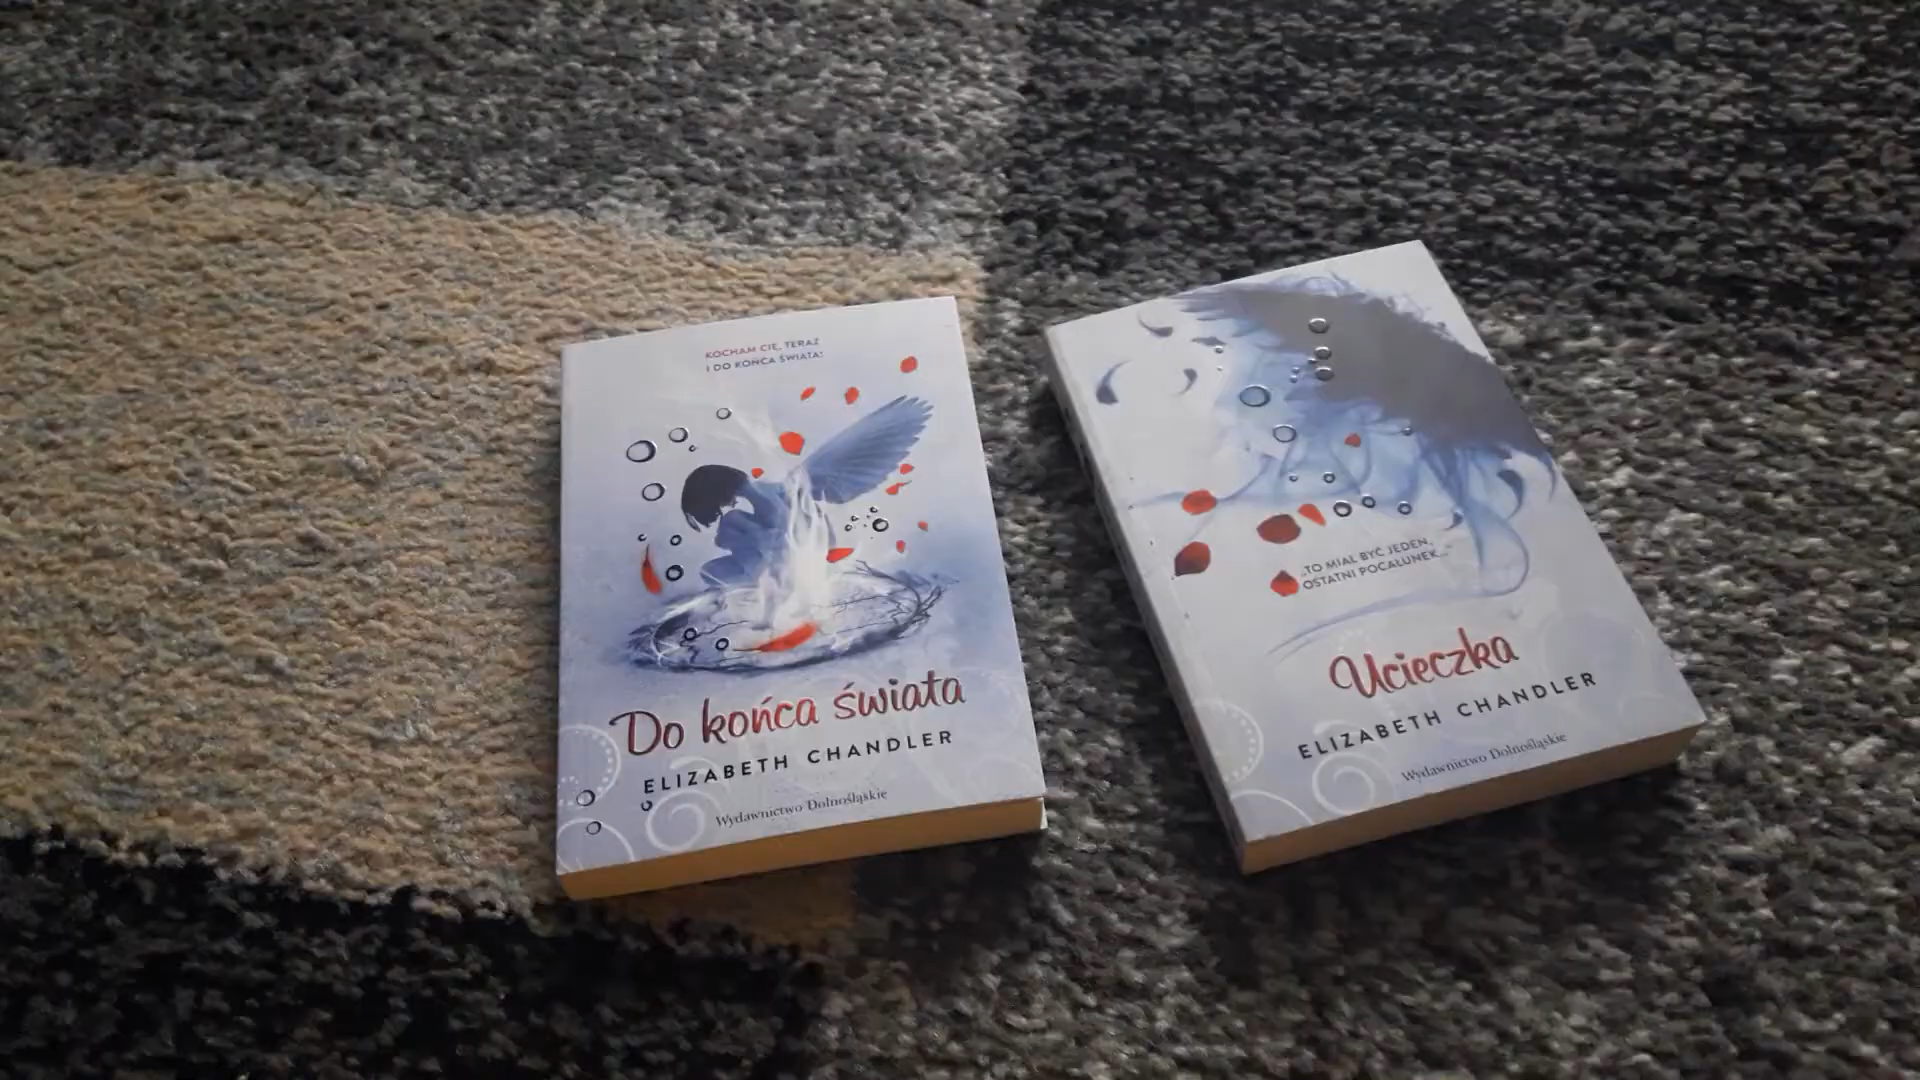 KOCHAM CIĘ, TERAZ
I DO KOŃCA ŚWIATA!
Do końca świata
ELIZABETH CHANDLER
Wydawnictwo Dolnośląskie
„TO MIAŁ BYĆ JEDEN,
OSTATNI POCAŁUNEK..."
Ucieczka
ELIZABETH CHANDLER
Wydawnictwo Dolnośląskie